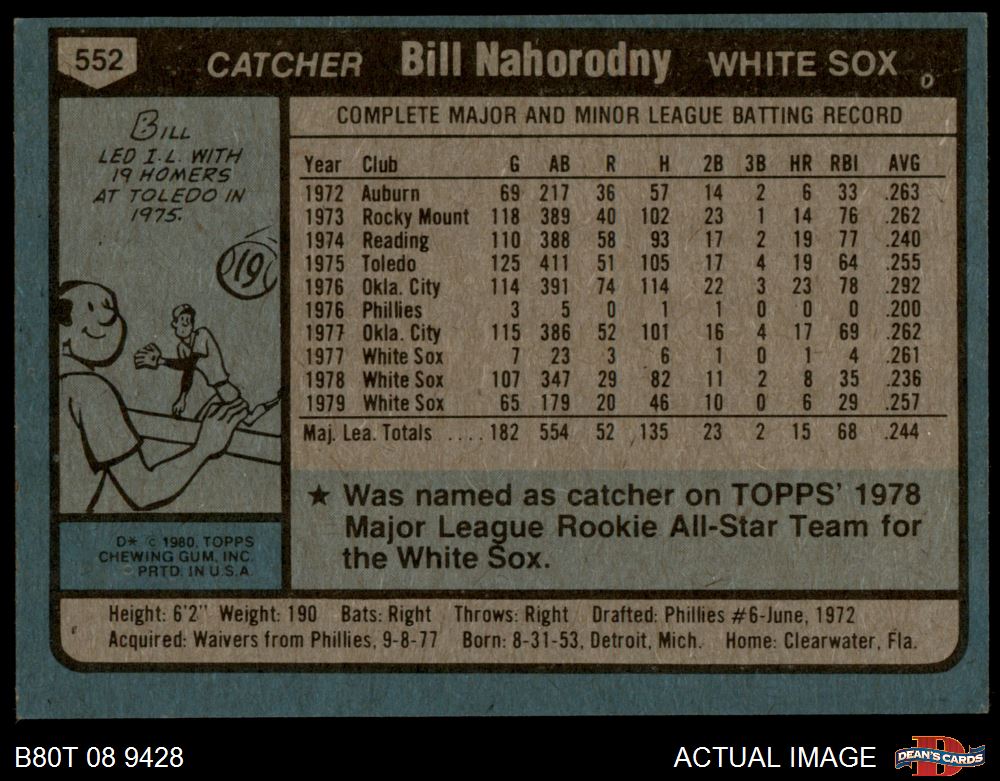 552 CATCHER Bill Nahorodny WHITE SOX D
BILL
LED I.L. WITH
19 HOMERS
AT TOLEDO IN
1975.
19
D* © 1980, TOPPS
CHEWING GUM, INC.
PRTD. IN U.S.A.
COMPLETE MAJOR AND MINOR LEAGUE BATTING RECORD
Year Club G AB R H 2B 3B HR RBI AVG
1972 Auburn 69 217 36 57 14 2 6 33 .263
1973 Rocky Mount 118 389 40 102 23 1 14 76 .262
1974 Reading 110 388 58 93 17 2 19 77 .240
1975 Toledo 125 411 51 105 17 4 19 64 .255
1976 Okla. City 114 391 74 114 22 3 23 78 .292
1976 Phillies 3 5 0 1 1 0 0 0 .200
1977 Okla. City 115 386 52 101 16 4 17 69 .262
1977 White Sox 7 23 3 6 1 0 1 4 .261
1978 White Sox 107 347 29 82 11 2 8 35 .236
1979 White Sox 65 179 20 46 10 0 6 29 .257
Maj. Lea. Totals .... 182 554 52 135 23 2 15 68 .244
★ Was named as catcher on TOPPS' 1978
Major League Rookie All-Star Team for
the White Sox.
Height: 6'2" Weight: 190 Bats: Right Throws: Right Drafted: Phillies #6-June, 1972
Acquired: Waivers from Phillies, 9-8-77 Born: 8-31-53, Detroit, Mich. Home: Clearwater, Fla.
B80T 08 9428 ACTUAL IMAGE D DEAN'S CARDS